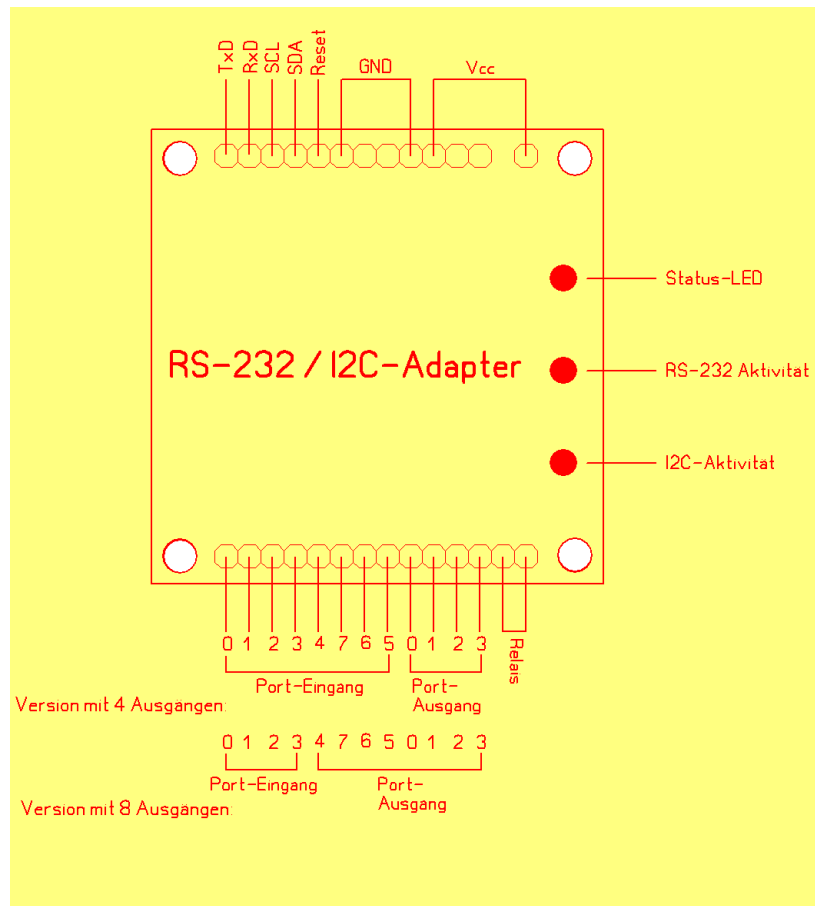 TxD
RxD
SCL
SDA
Reset
GND
Vcc
Status-LED
RS-232 / I2C-Adapter
RS-232 Aktivität
I2C-Aktivität
0 1 2 3 4 7 6 5 0 1 2 3
Relais
Port-Eingang
Port-
Ausgang
Version mit 4 Ausgängen:
0 1 2 3 4 7 6 5 0 1 2 3
Port-Eingang
Port-
Ausgang
Version mit 8 Ausgängen: